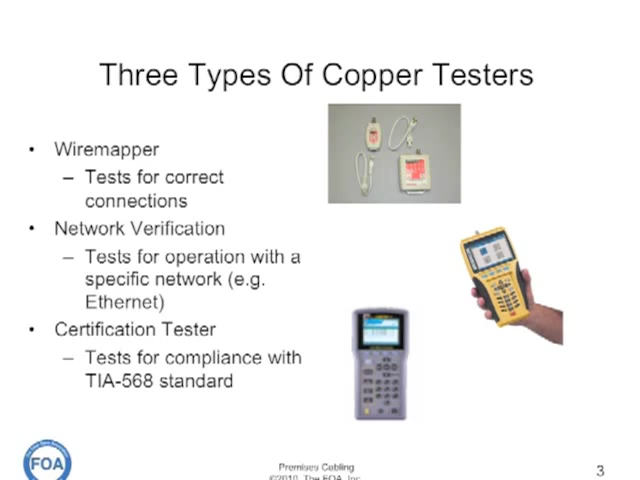 Three Types Of Copper Testers
• Wiremapper
– Tests for correct
connections
• Network Verification
– Tests for operation with a
specific network (e.g.
Ethernet)
• Certification Tester
– Tests for compliance with
TIA-568 standard
FOA
Premises Cabling
©2010, The FOA, Inc
3